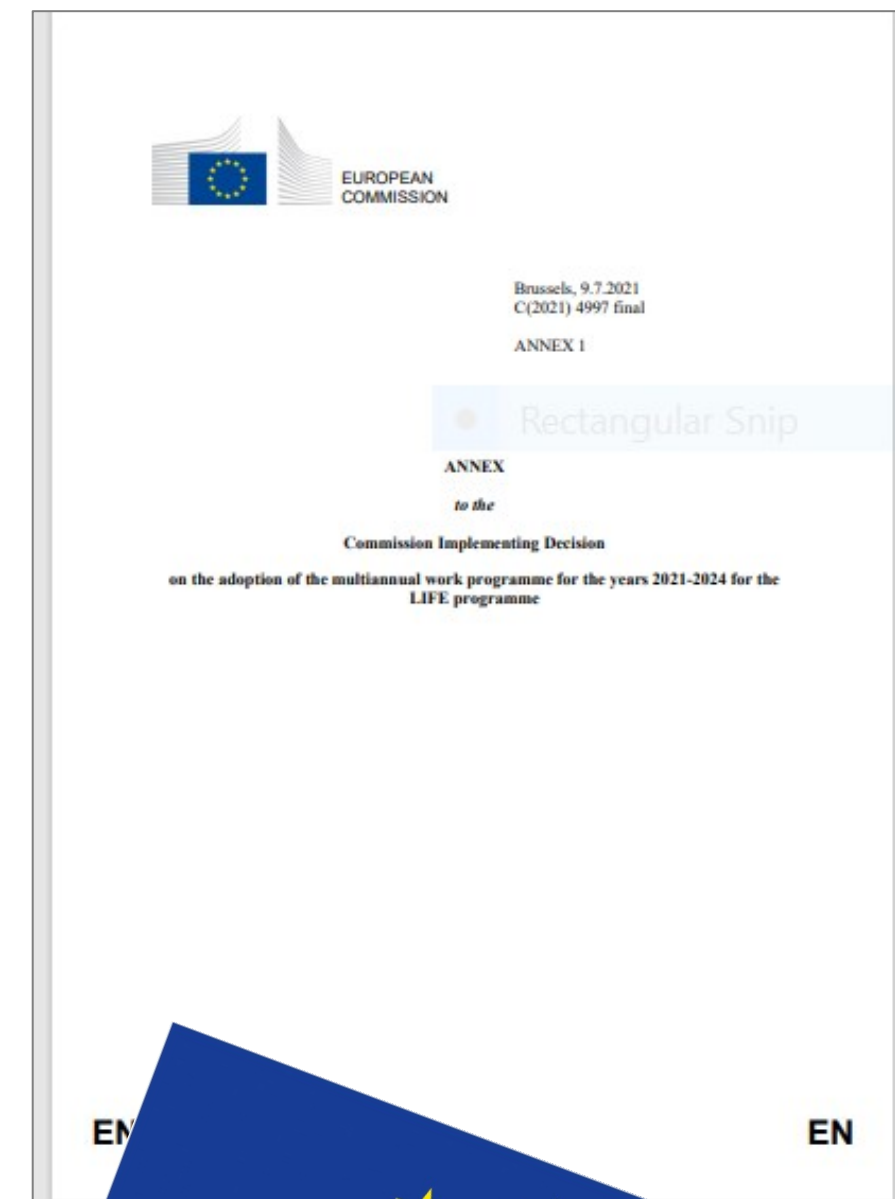 EUROPEAN
COMMISSION
Brussels, 9.7.2021
C(2021) 4997 final
ANNEX 1
Rectangular Snip
ANNEX
to the
Commission Implementing Decision
on the adoption of the multiannual work programme for the years 2021-2024 for the
LIFE programme
EN EN